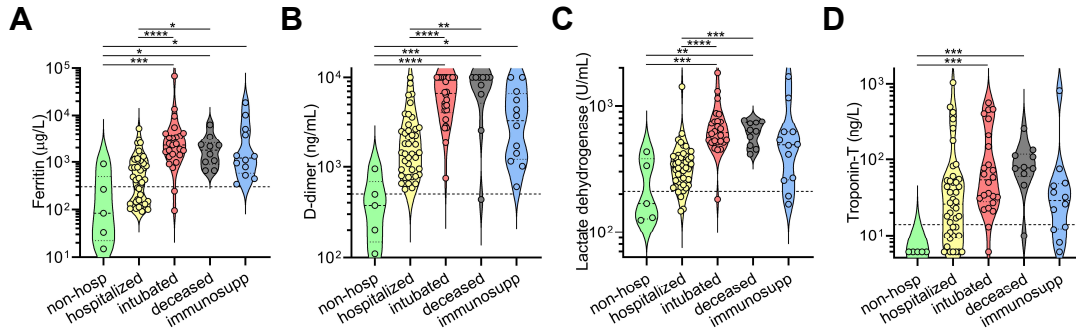 A
*
****
*
*
***
Ferritin (µg/L)
10⁵
10⁴
10³
10²
10¹
non-hosp
hospitalized
intubated
deceased
immunosupp
B
**
****
*
***
****
D-dimer (ng/mL)
10⁴
10³
10²
non-hosp
hospitalized
intubated
deceased
immunosupp
C
***
****
**
***
Lactate dehydrogenase (U/mL)
10³
10²
non-hosp
hospitalized
intubated
deceased
immunosupp
D
***
***
Troponin-T (ng/L)
10³
10²
10¹
non-hosp
hospitalized
intubated
deceased
immunosupp